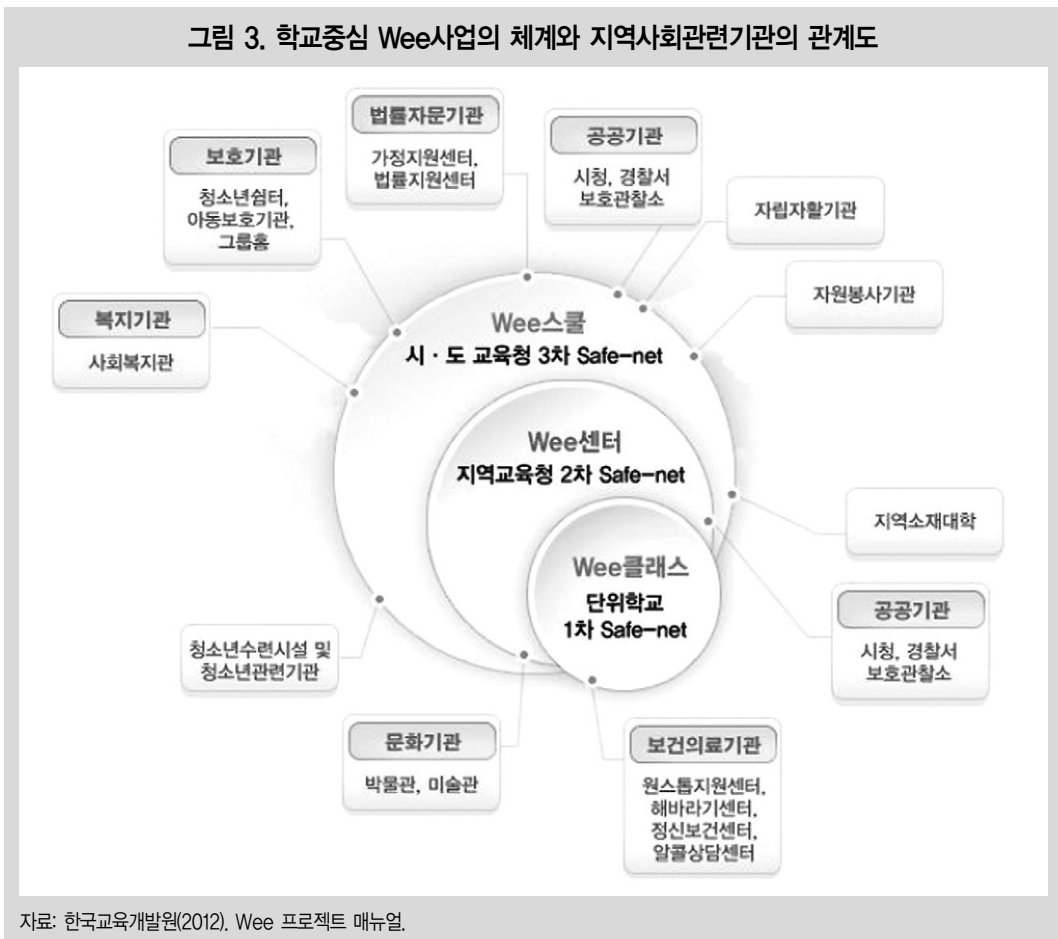 그림 3. 학교중심 Wee사업의 체계와 지역사회관련기관의 관계도
법률자문기관
가정지원센터,
법률지원센터
공공기관
시청, 경찰서
보호관찰소
보호기관
청소년쉼터,
아동보호기관,
그룹홈
자립자활기관
자원봉사기관
복지기관
사회복지관
Wee스쿨
시 · 도 교육청 3차 Safe-net
Wee센터
지역교육청 2차 Safe-net
Wee클래스
단위학교
1차 Safe-net
지역소재대학
공공기관
시청, 경찰서
보호관찰소
청소년수련시설 및
청소년관련기관
문화기관
박물관, 미술관
보건의료기관
원스톱지원센터,
해바라기센터,
정신보건센터,
알콜상담센터
자료: 한국교육개발원(2012). Wee 프로젝트 매뉴얼.